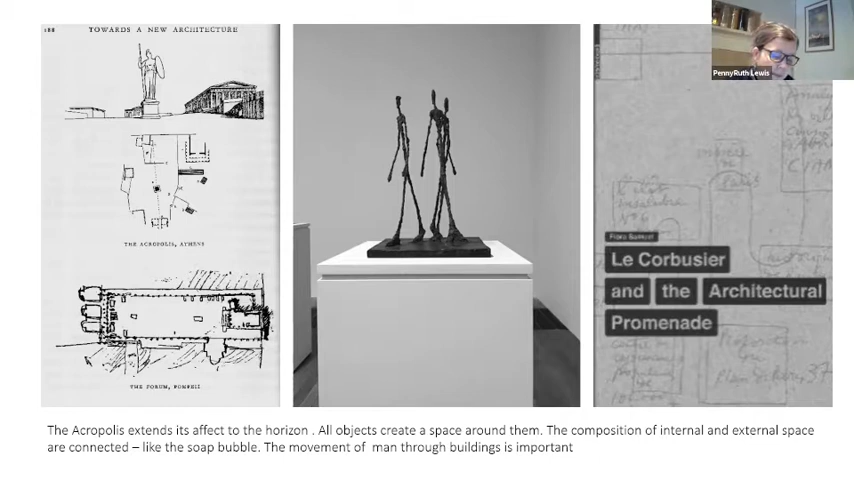 188 TOWARDS A NEW ARCHITECTURE
THE ACROPOLIS, ATHENS
THE FORUM, POMPEII
PennyRuth Lewis
Paris
Flora Samuel
Le Corbusier
and the Architectural
Promenade
The Acropolis extends its affect to the horizon . All objects create a space around them. The composition of internal and external space
are connected – like the soap bubble. The movement of man through buildings is important